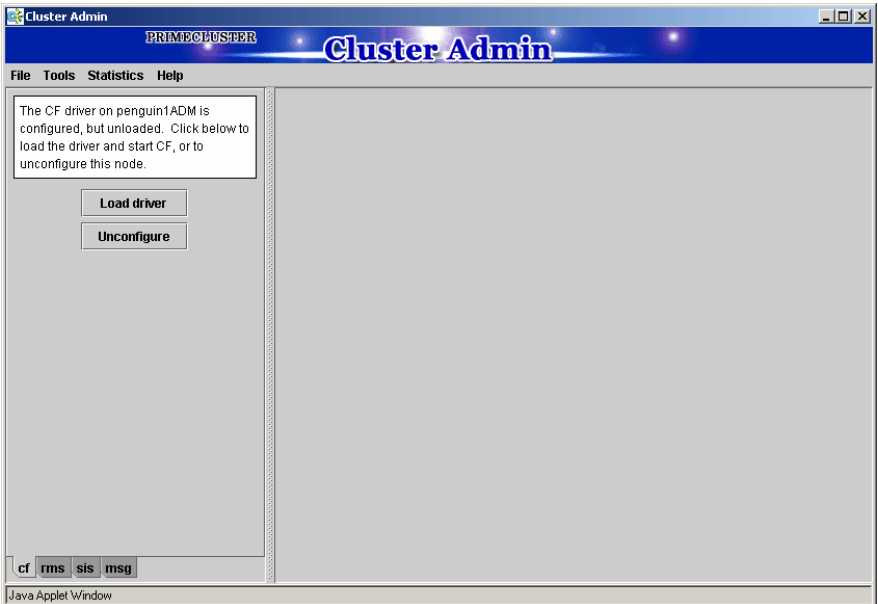 Cluster Admin
PRIMECLUSTER
Cluster Admin
File Tools Statistics Help
The CF driver on penguin1ADM is
configured, but unloaded. Click below to
load the driver and start CF, or to
unconfigure this node.
Load driver
Unconfigure
cf rms sis msg
Java Applet Window